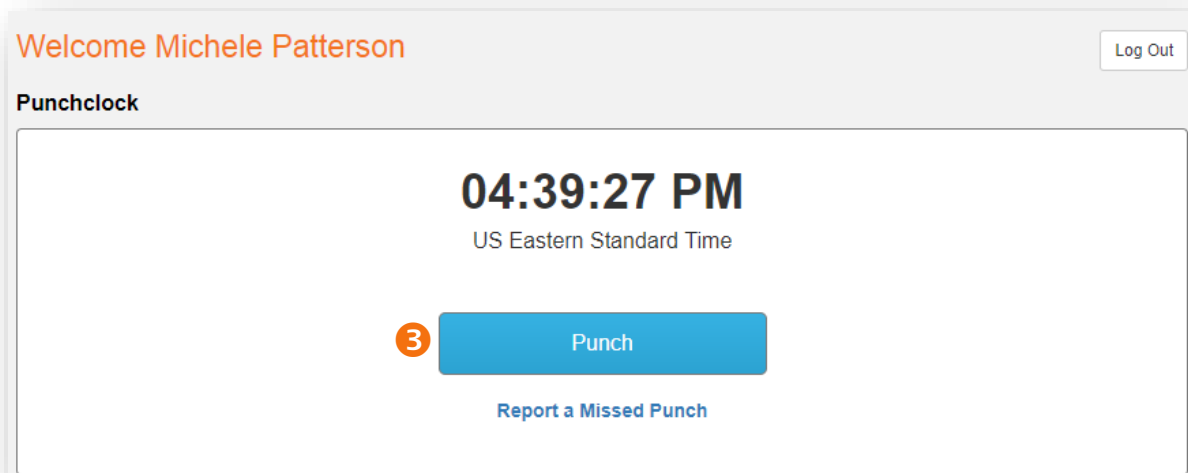 Welcome Michele Patterson
Log Out
Punchclock
04:39:27 PM
US Eastern Standard Time
3
Punch
Report a Missed Punch